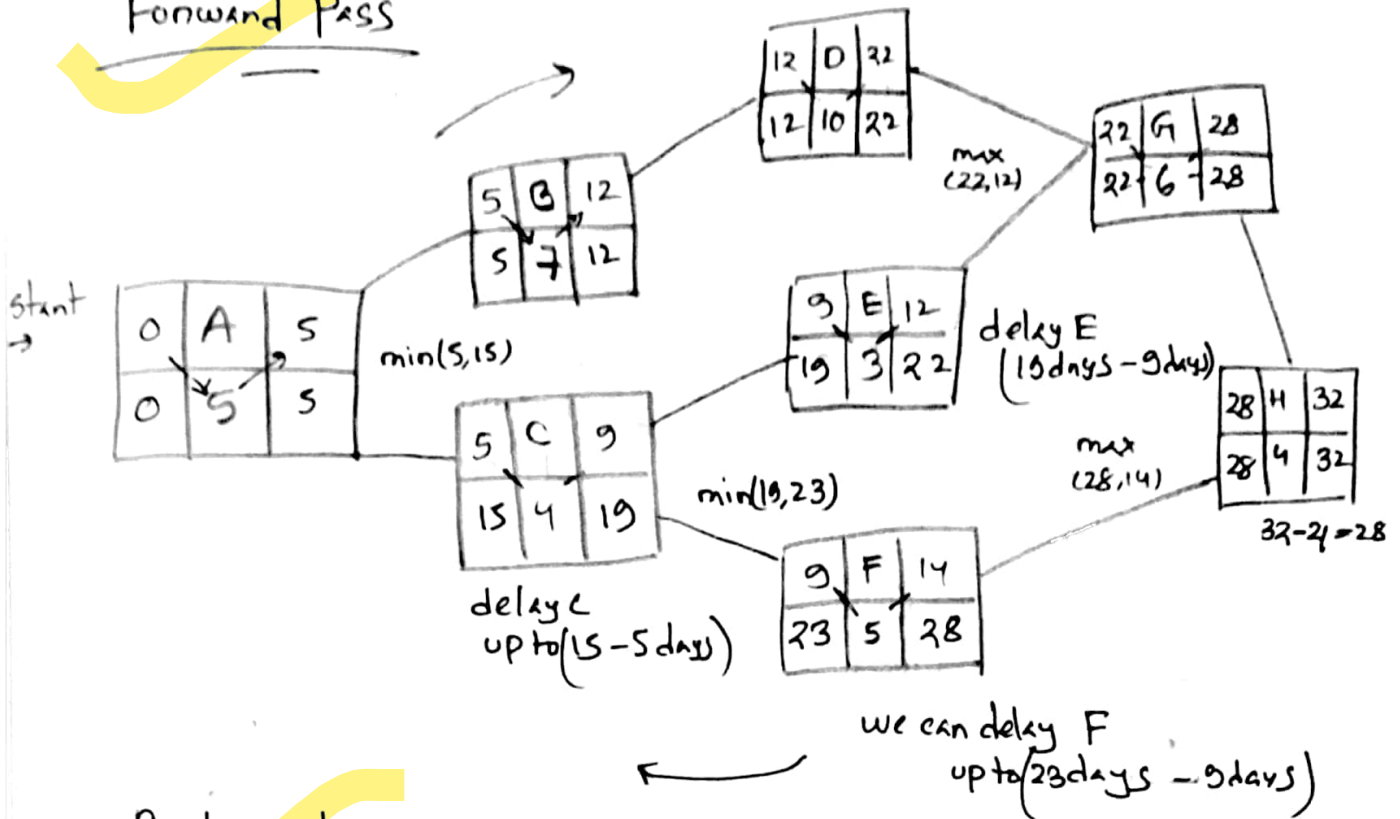 Forward Pass
12 D 22
12 10 22
22 G 28
22 6 28
max
(22,12)
5 B 12
5 7 12
start
0 A 5
0 5 5
min(5,15)
9 E 12
19 3 22
delay E
(19days - 9days)
28 H 32
28 4 32
32-4=28
5 C 9
15 4 19
min(19,23)
max
(28,14)
9 F 14
23 5 28
delay C
up to (15 - 5 days)
we can delay F
up to (23days - 9days)